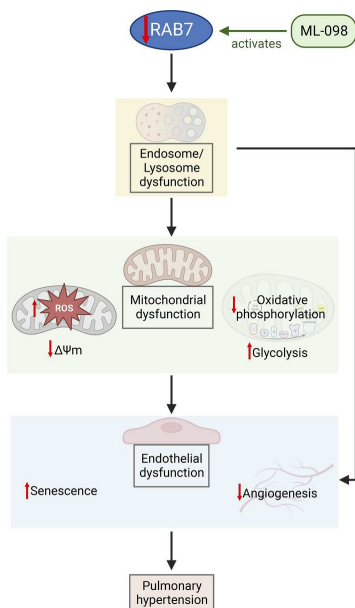 RAB7
ML-098
activates
Endosome/
Lysosome
dysfunction
ROS
Mitochondrial
dysfunction
Oxidative
phosphorylation
ΔΨm
Glycolysis
Endothelial
dysfunction
Senescence
Angiogenesis
Pulmonary
hypertension